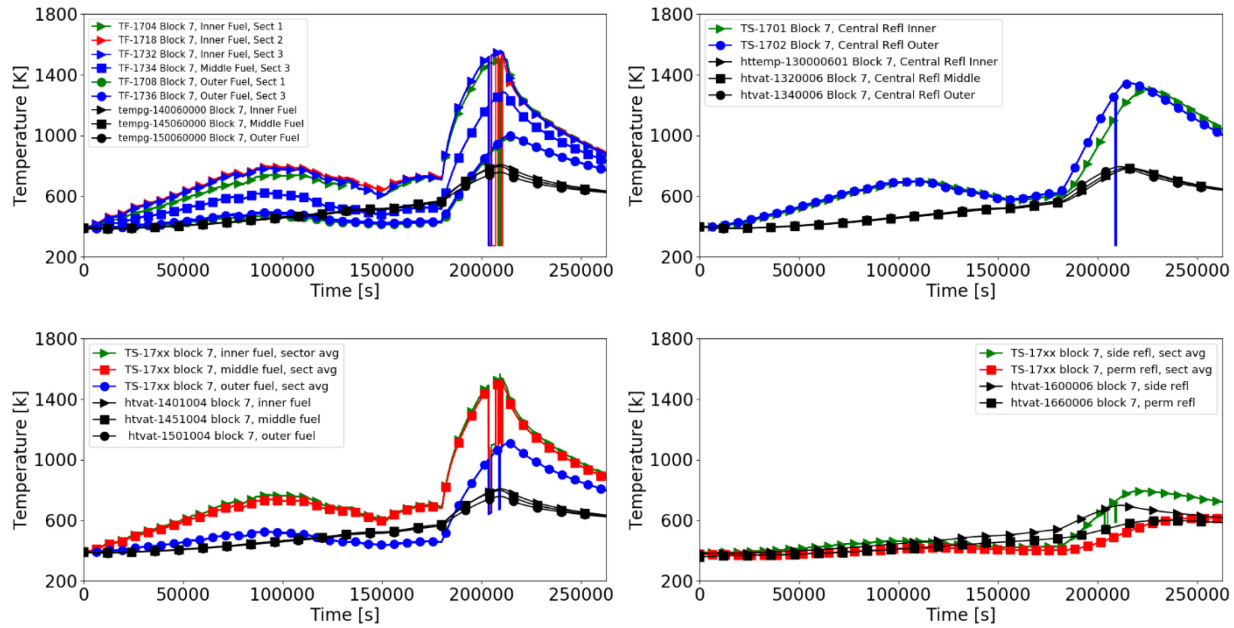 1800
1400
1000
600
200
Temperature [K]
TF-1704 Block 7, Inner Fuel, Sect 1
TF-1718 Block 7, Inner Fuel, Sect 2
TF-1732 Block 7, Inner Fuel, Sect 3
TF-1734 Block 7, Middle Fuel, Sect 3
TF-1708 Block 7, Outer Fuel, Sect 1
TF-1736 Block 7, Outer Fuel, Sect 3
tempg-140060000 Block 7, Inner Fuel
tempg-145060000 Block 7, Middle Fuel
tempg-150060000 Block 7, Outer Fuel
0 50000 100000 150000 200000 250000
Time [s]
1800
1400
1000
600
200
Temperature [K]
TS-1701 Block 7, Central Refl Inner
TS-1702 Block 7, Central Refl Outer
httemp-130000601 Block 7, Central Refl Inner
htvat-1320006 Block 7, Central Refl Middle
htvat-1340006 Block 7, Central Refl Outer
0 50000 100000 150000 200000 250000
Time [s]
1800
1400
1000
600
200
Temperature [K]
TS-17xx block 7, inner fuel, sector avg
TS-17xx block 7, middle fuel, sect avg
TS-17xx block 7, outer fuel, sect avg
htvat-1401004 block 7, inner fuel
htvat-1451004 block 7, middle fuel
htvat-1501004 block 7, outer fuel
0 50000 100000 150000 200000 250000
Time [s]
1800
1400
1000
600
200
Temperature [K]
TS-17xx block 7, side refl, sect avg
TS-17xx block 7, perm refl, sect avg
htvat-1600006 block 7, side refl
htvat-1660006 block 7, perm refl
0 50000 100000 150000 200000 250000
Time [s]